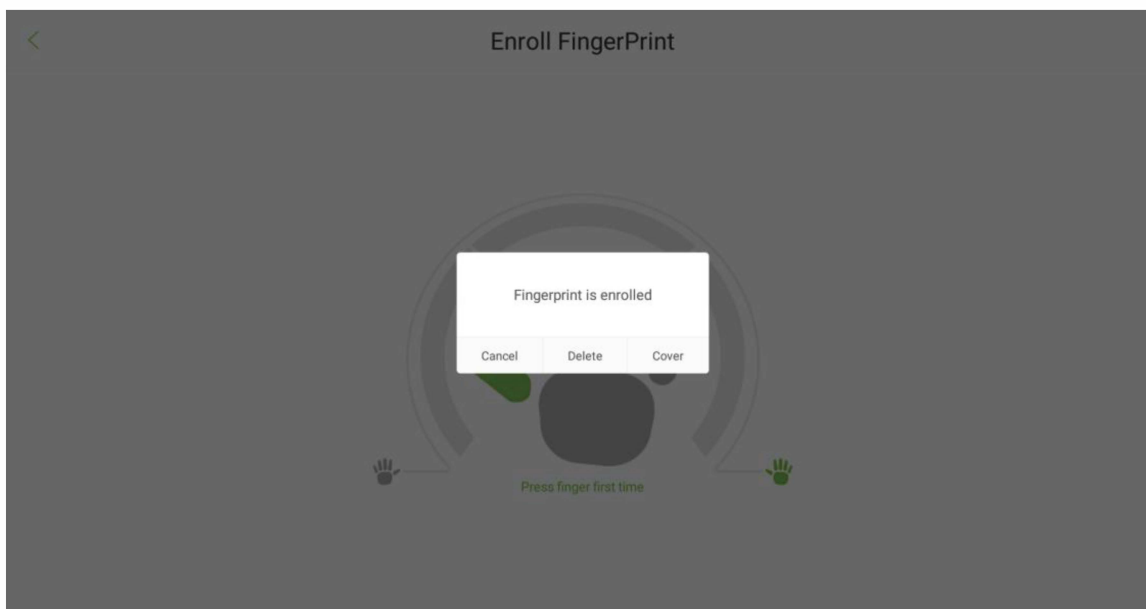 Enroll FingerPrint
Fingerprint is enrolled
Cancel Delete Cover
Press finger first time